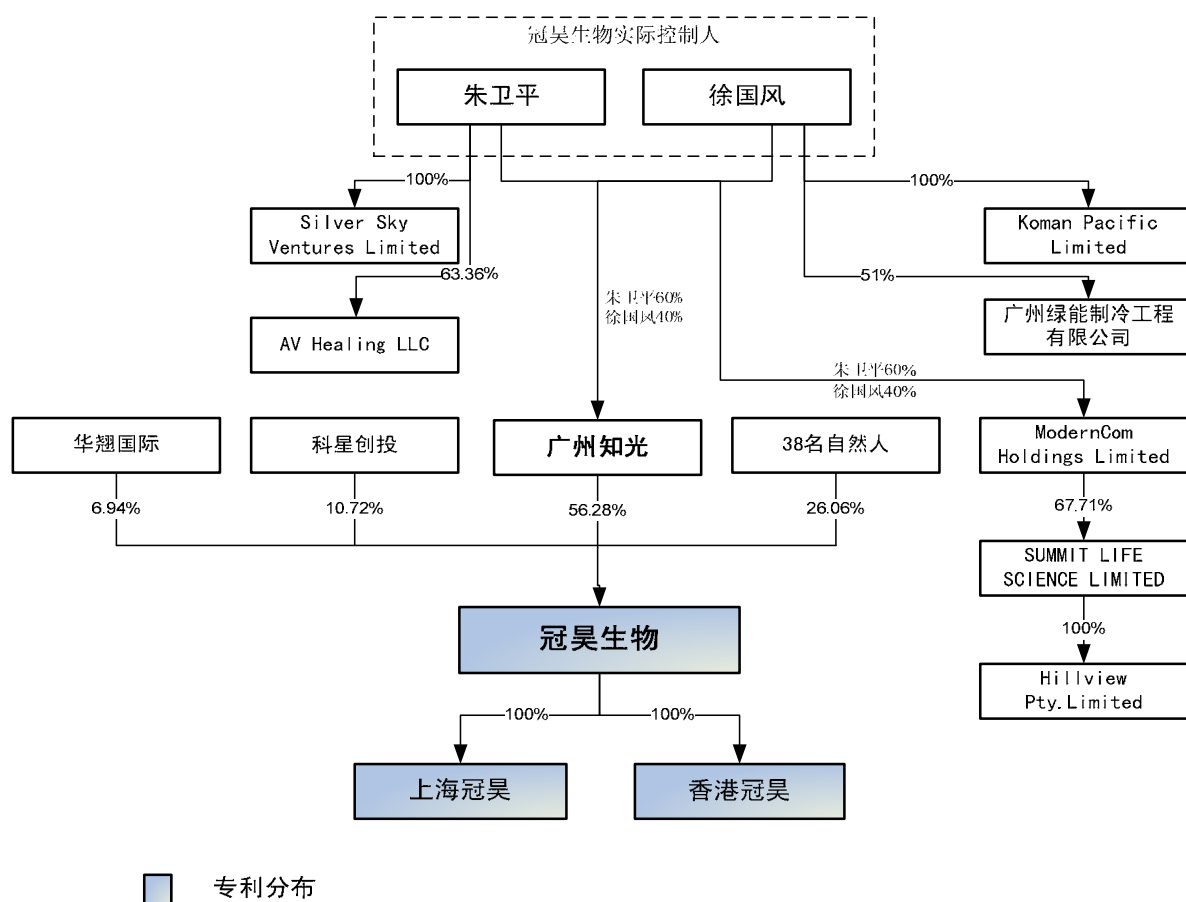 冠昊生物实际控制人
朱卫平
徐国风
100%
100%
Silver Sky
Ventures Limited
Koman Pacific
Limited
63.36%
51%
朱卫平60%
徐国风40%
广州绿能制冷工程
有限公司
AV Healing LLC
朱卫平60%
徐国风40%
华翘国际
科星创投
广州知光
38名自然人
ModernCom
Holdings Limited
6.94%
10.72%
56.28%
26.06%
67.71%
SUMMIT LIFE
SCIENCE LIMITED
冠昊生物
100%
Hillview
Pty.Limited
100%
100%
上海冠昊
香港冠昊
专利分布